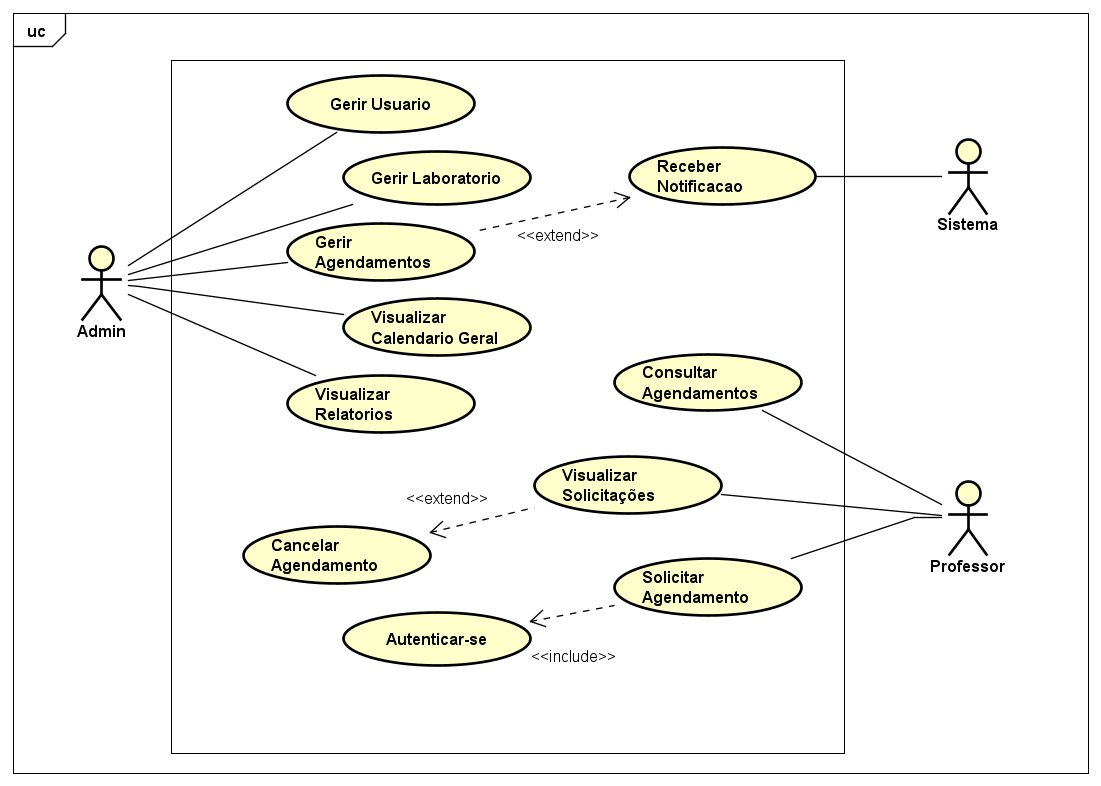 uc
Gerir Usuario
Gerir Laboratorio
Receber
Notificacao
Sistema
<<extend>>
Gerir
Agendamentos
Admin
Visualizar
Calendario Geral
Visualizar
Relatorios
Consultar
Agendamentos
Visualizar
Solicitações
<<extend>>
Cancelar
Agendamento
Professor
Solicitar
Agendamento
Autenticar-se
<<include>>